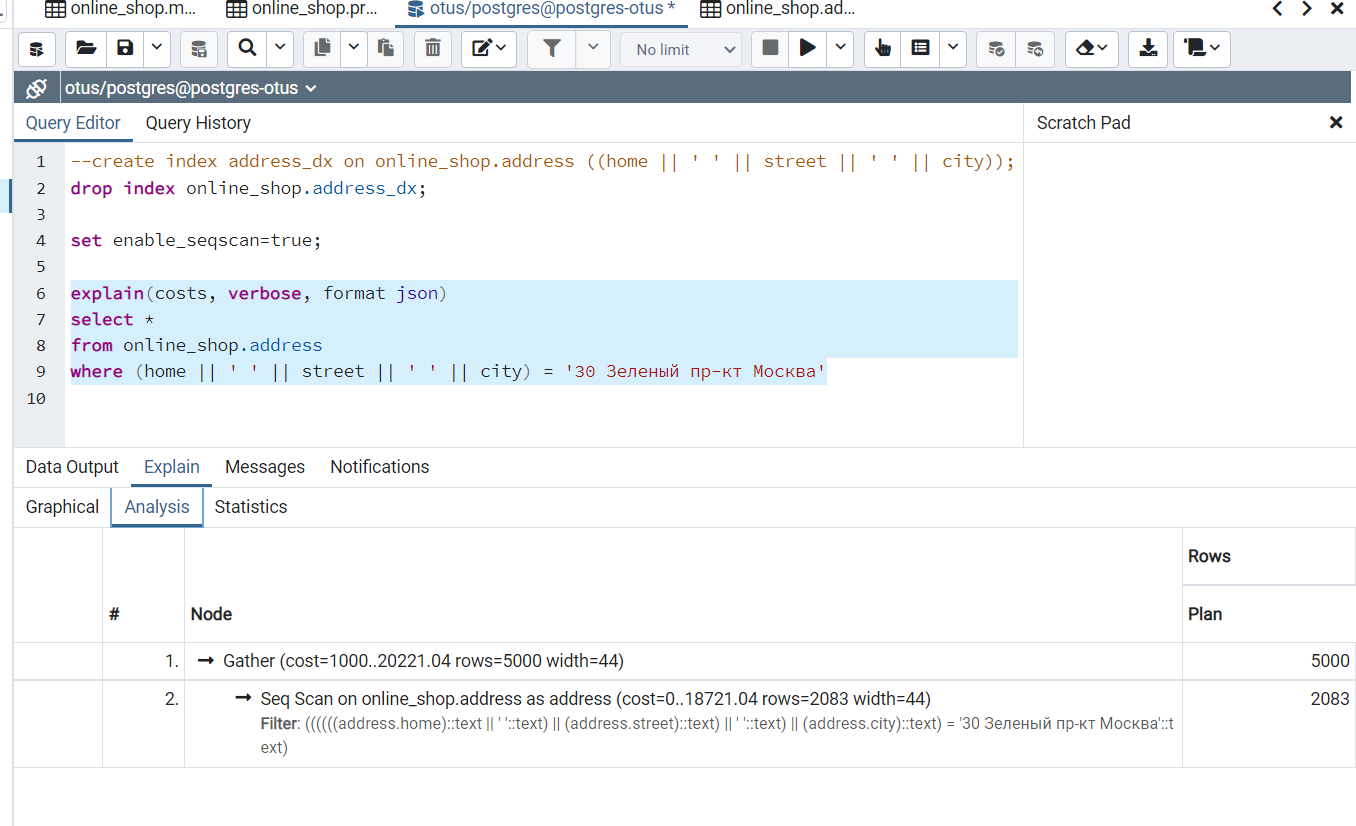 online_shop.m...
online_shop.pr...
otus/postgres@postgres-otus *
online_shop.ad...
No limit
otus/postgres@postgres-otus
Query Editor
Query History
Scratch Pad
1 --create index address_dx on online_shop.address ((home || ' ' || street || ' ' || city));
2 drop index online_shop.address_dx;
3
4 set enable_seqscan=true;
5
6 explain(costs, verbose, format json)
7 select *
8 from online_shop.address
9 where (home || ' ' || street || ' ' || city) = '30 Зеленый пр-кт Москва'
10
Data Output
Explain
Messages
Notifications
Graphical
Analysis
Statistics
Rows
# Node Plan
1. Gather (cost=1000..20221.04 rows=5000 width=44) 5000
2. Seq Scan on online_shop.address as address (cost=0..18721.04 rows=2083 width=44) 2083
Filter: ((((((address.home)::text || ' '::text) || (address.street)::text) || ' '::text) || (address.city)::text) = '30 Зеленый пр-кт Москва'::t
ext)